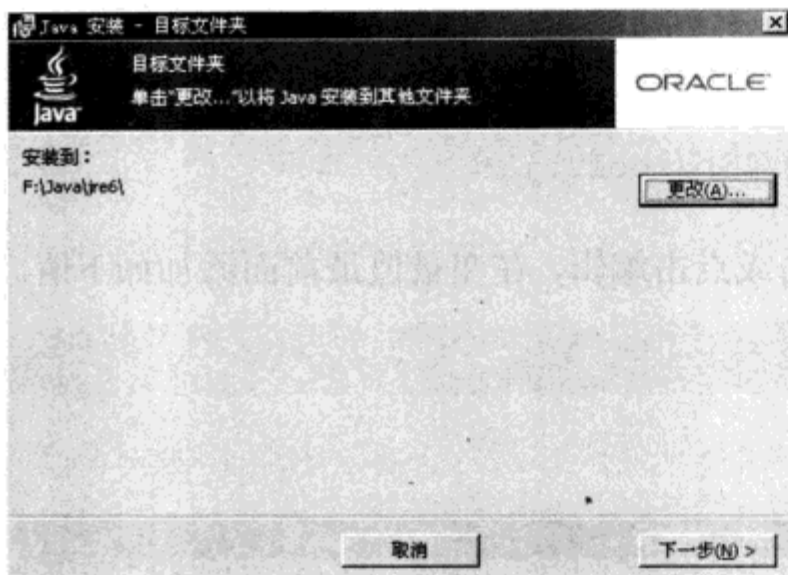 Java 安装 - 目标文件夹
目标文件夹
单击“更改...”以将 Java 安装到其他文件夹
Java
ORACLE
安装到：
F:\Java\jre6\
更改(A)...
取消
下一步(N) >